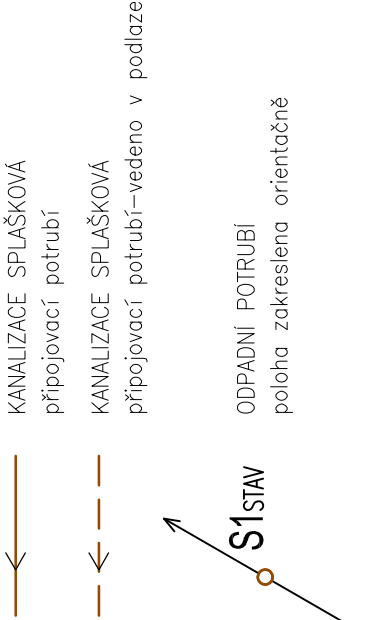 KANALIZACE SPLAŠKOVÁ
připojovací potrubí
KANALIZACE SPLAŠKOVÁ
připojovací potrubí-vedeno v podlaze
S1STAV
ODPADNÍ POTRUBÍ
poloha zakreslena orientačně